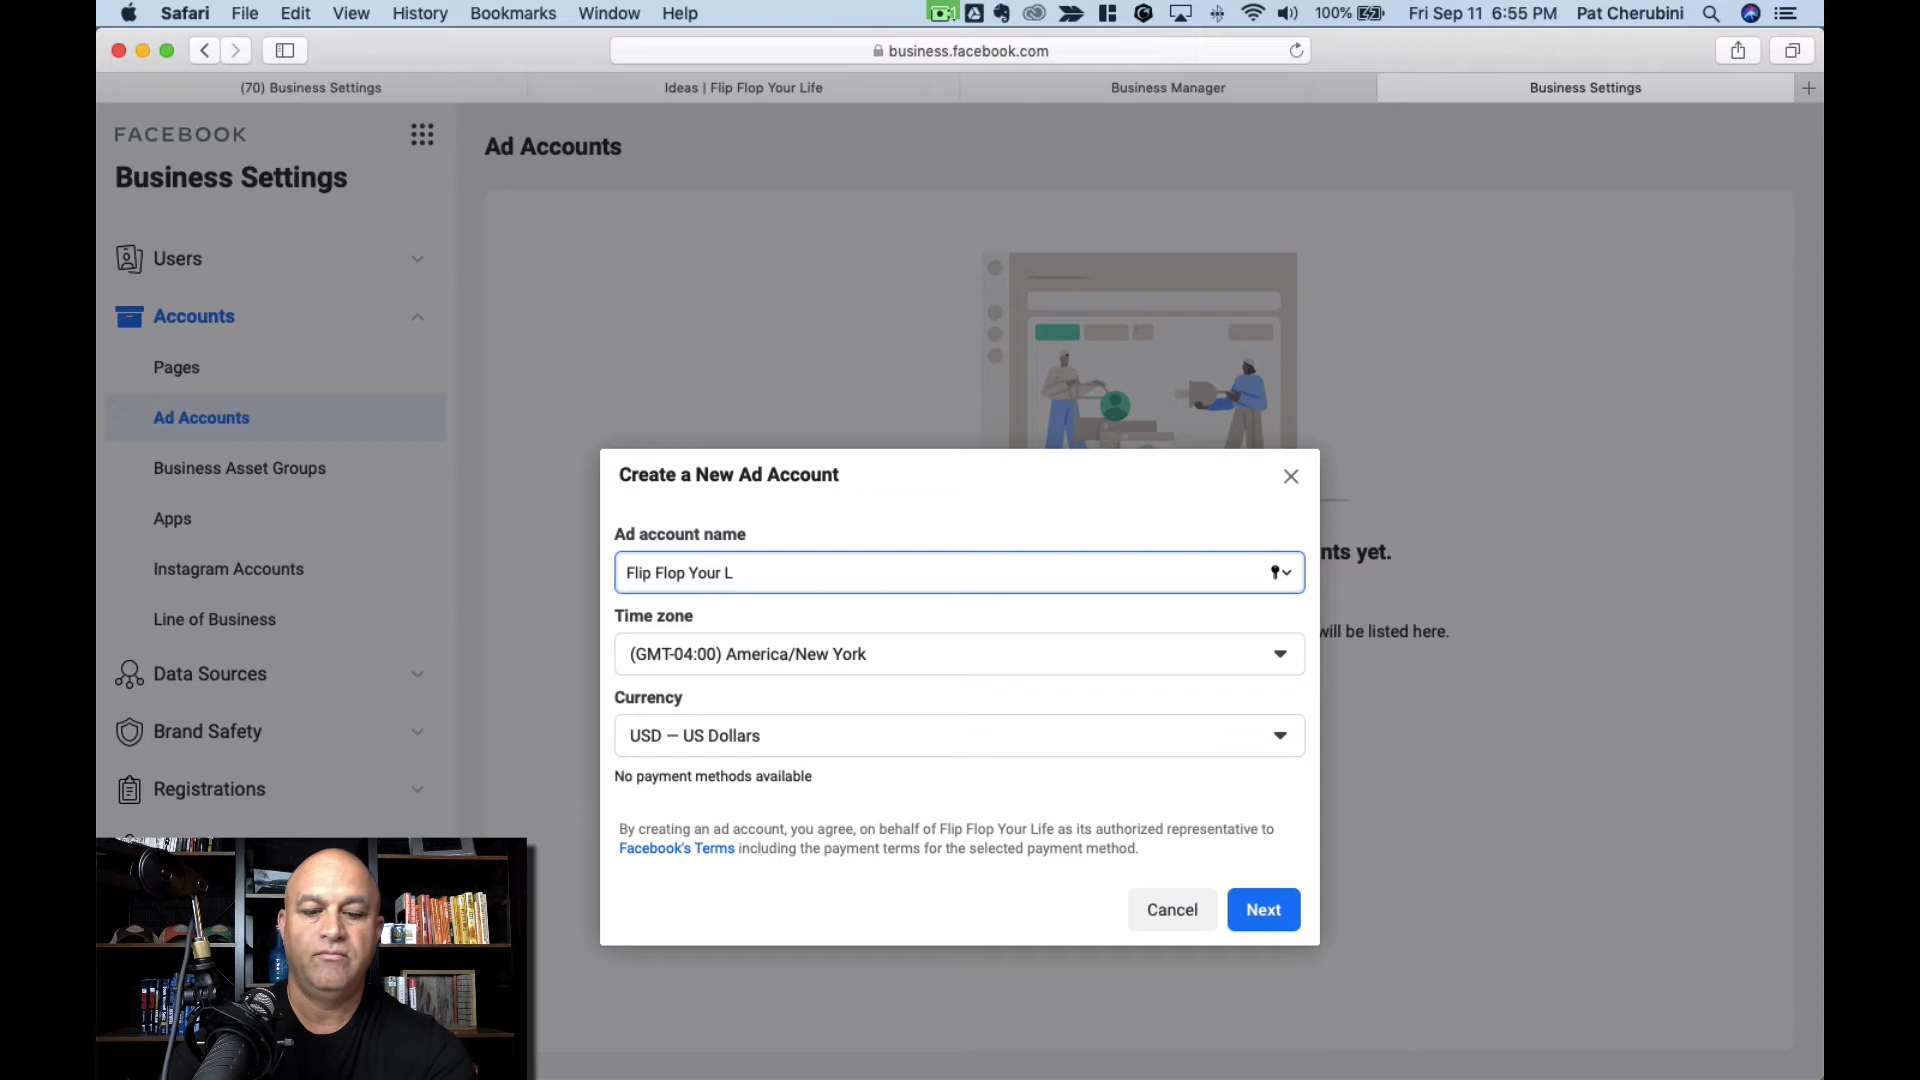 Safari File Edit View History Bookmarks Window Help 100% Fri Sep 11 6:55 PM Pat Cherubini
business.facebook.com
(70) Business Settings Ideas | Flip Flop Your Life Business Manager Business Settings
FACEBOOK
Business Settings
Ad Accounts
Users
Accounts
Pages
Ad Accounts
Business Asset Groups
Apps
Instagram Accounts
Line of Business
Data Sources
Brand Safety
Registrations
nts yet.
will be listed here.
Create a New Ad Account
Ad account name
Flip Flop Your L
Time zone
(GMT-04:00) America/New York
Currency
USD — US Dollars
No payment methods available
By creating an ad account, you agree, on behalf of Flip Flop Your Life as its authorized representative to
Facebook's Terms including the payment terms for the selected payment method.
Cancel Next